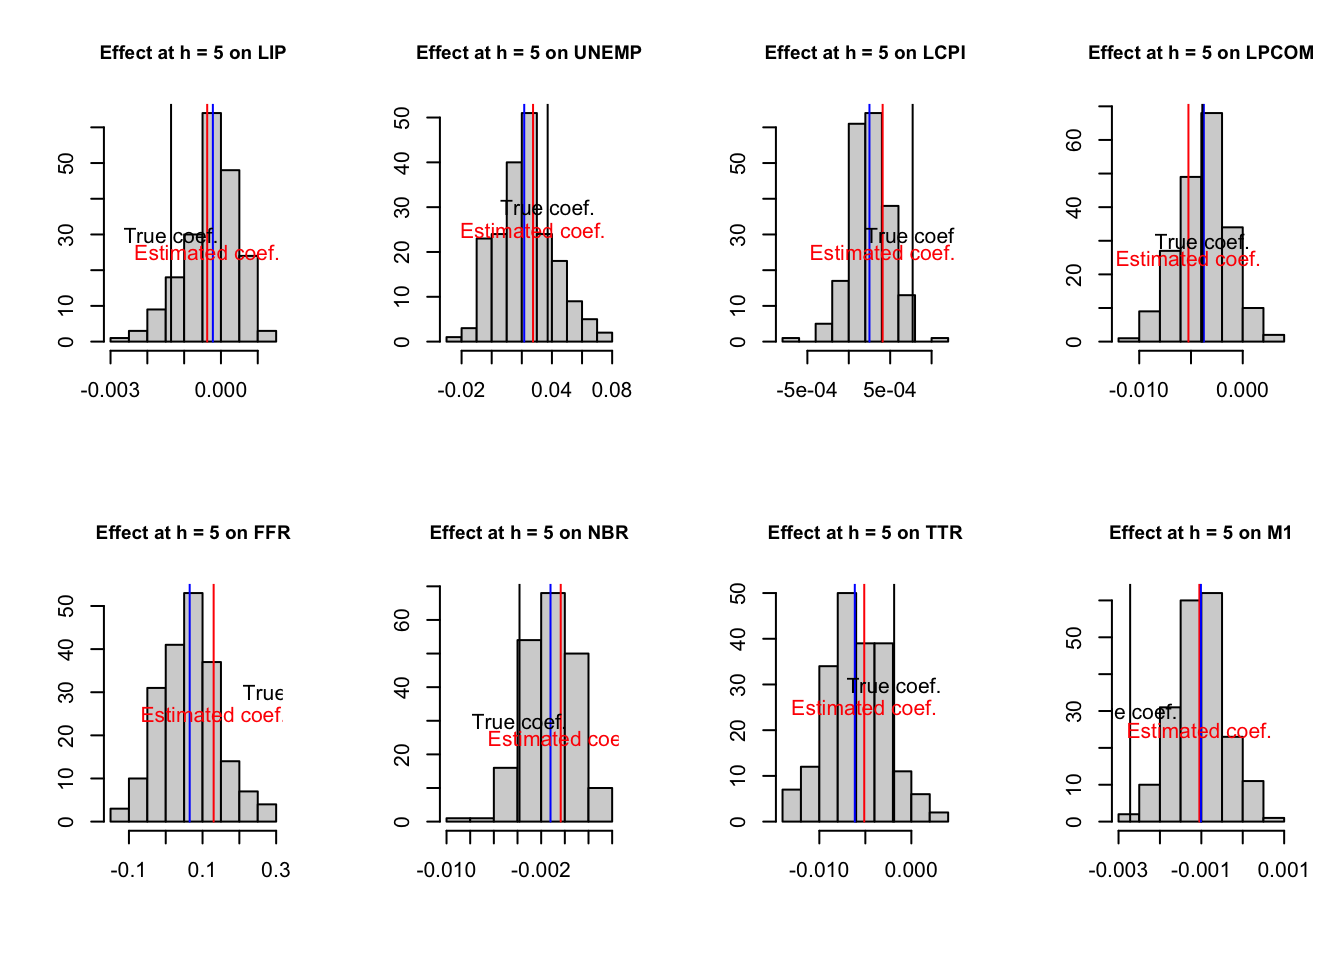 Effect at h = 5 on LIP
0
10
30
50
-0.003
0.000
True coef.
Estimated coef.
Effect at h = 5 on UNEMP
0
10
20
30
40
50
-0.02
0.04
0.08
True coef.
Estimated coef.
Effect at h = 5 on LCPI
0
10
30
50
-5e-04
5e-04
True coef
Estimated coef.
Effect at h = 5 on LPCOM
0
20
40
60
-0.010
0.000
True coef.
Estimated coef.
Effect at h = 5 on FFR
0
10
20
30
40
50
-0.1
0.1
0.3
True
Estimated coef.
Effect at h = 5 on NBR
0
20
40
60
-0.010
-0.002
True coef.
Estimated coe
Effect at h = 5 on TTR
0
10
20
30
40
50
-0.010
0.000
True coef.
Estimated coef.
Effect at h = 5 on M1
0
10
30
50
-0.003
-0.001
0.001
e coef.
Estimated coef.